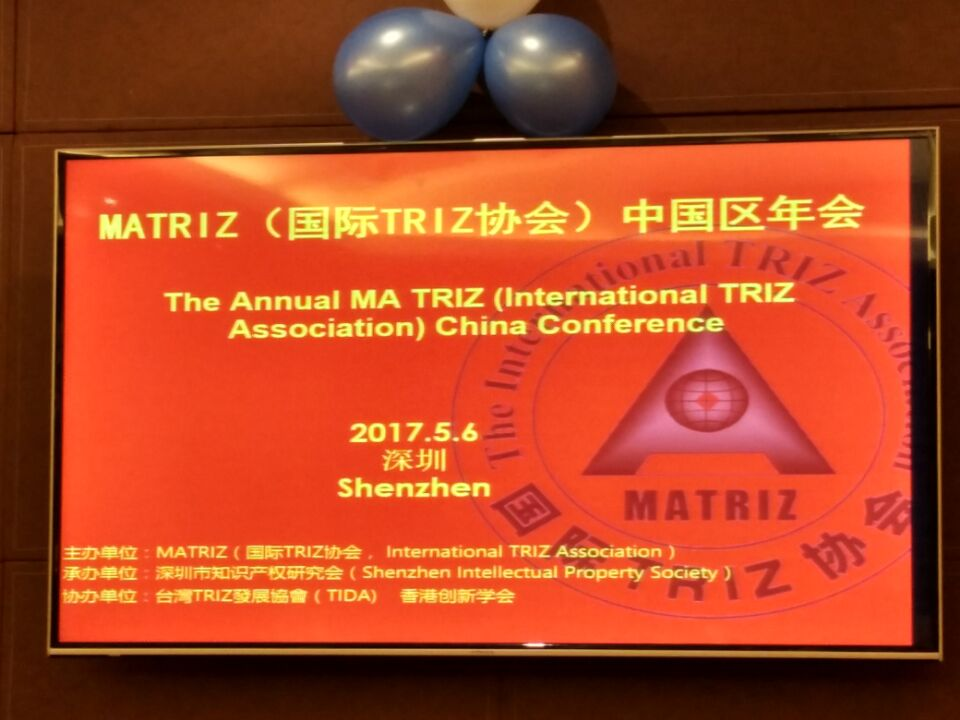 MATRIZ（国际TRIZ协会）中国区年会
The Annual MA TRIZ (International TRIZ
Association) China Conference
2017.5.6
深圳
Shenzhen
The International TRIZ Association
MATRIZ
国际TRIZ协会
主办单位：MATRIZ（国际TRIZ协会， International TRIZ Association）
承办单位：深圳市知识产权研究会（Shenzhen Intellectual Property Society）
协办单位：台灣TRIZ發展協會（TIDA） 香港创新学会